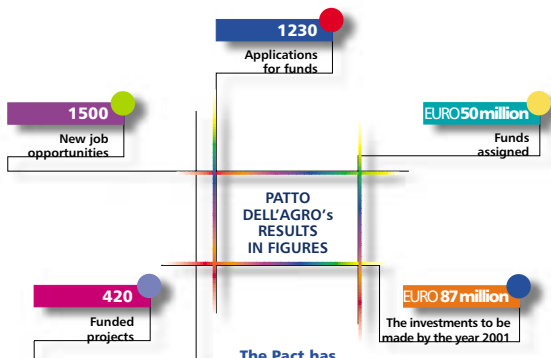 1230
Applications
for funds
1500
New job
opportunities
EURO 50 million
Funds
assigned
PATTO
DELL'AGRO's
RESULTS
IN FIGURES
420
Funded
projects
EURO 87 million
The investments to be
made by the year 2001
The Pact has